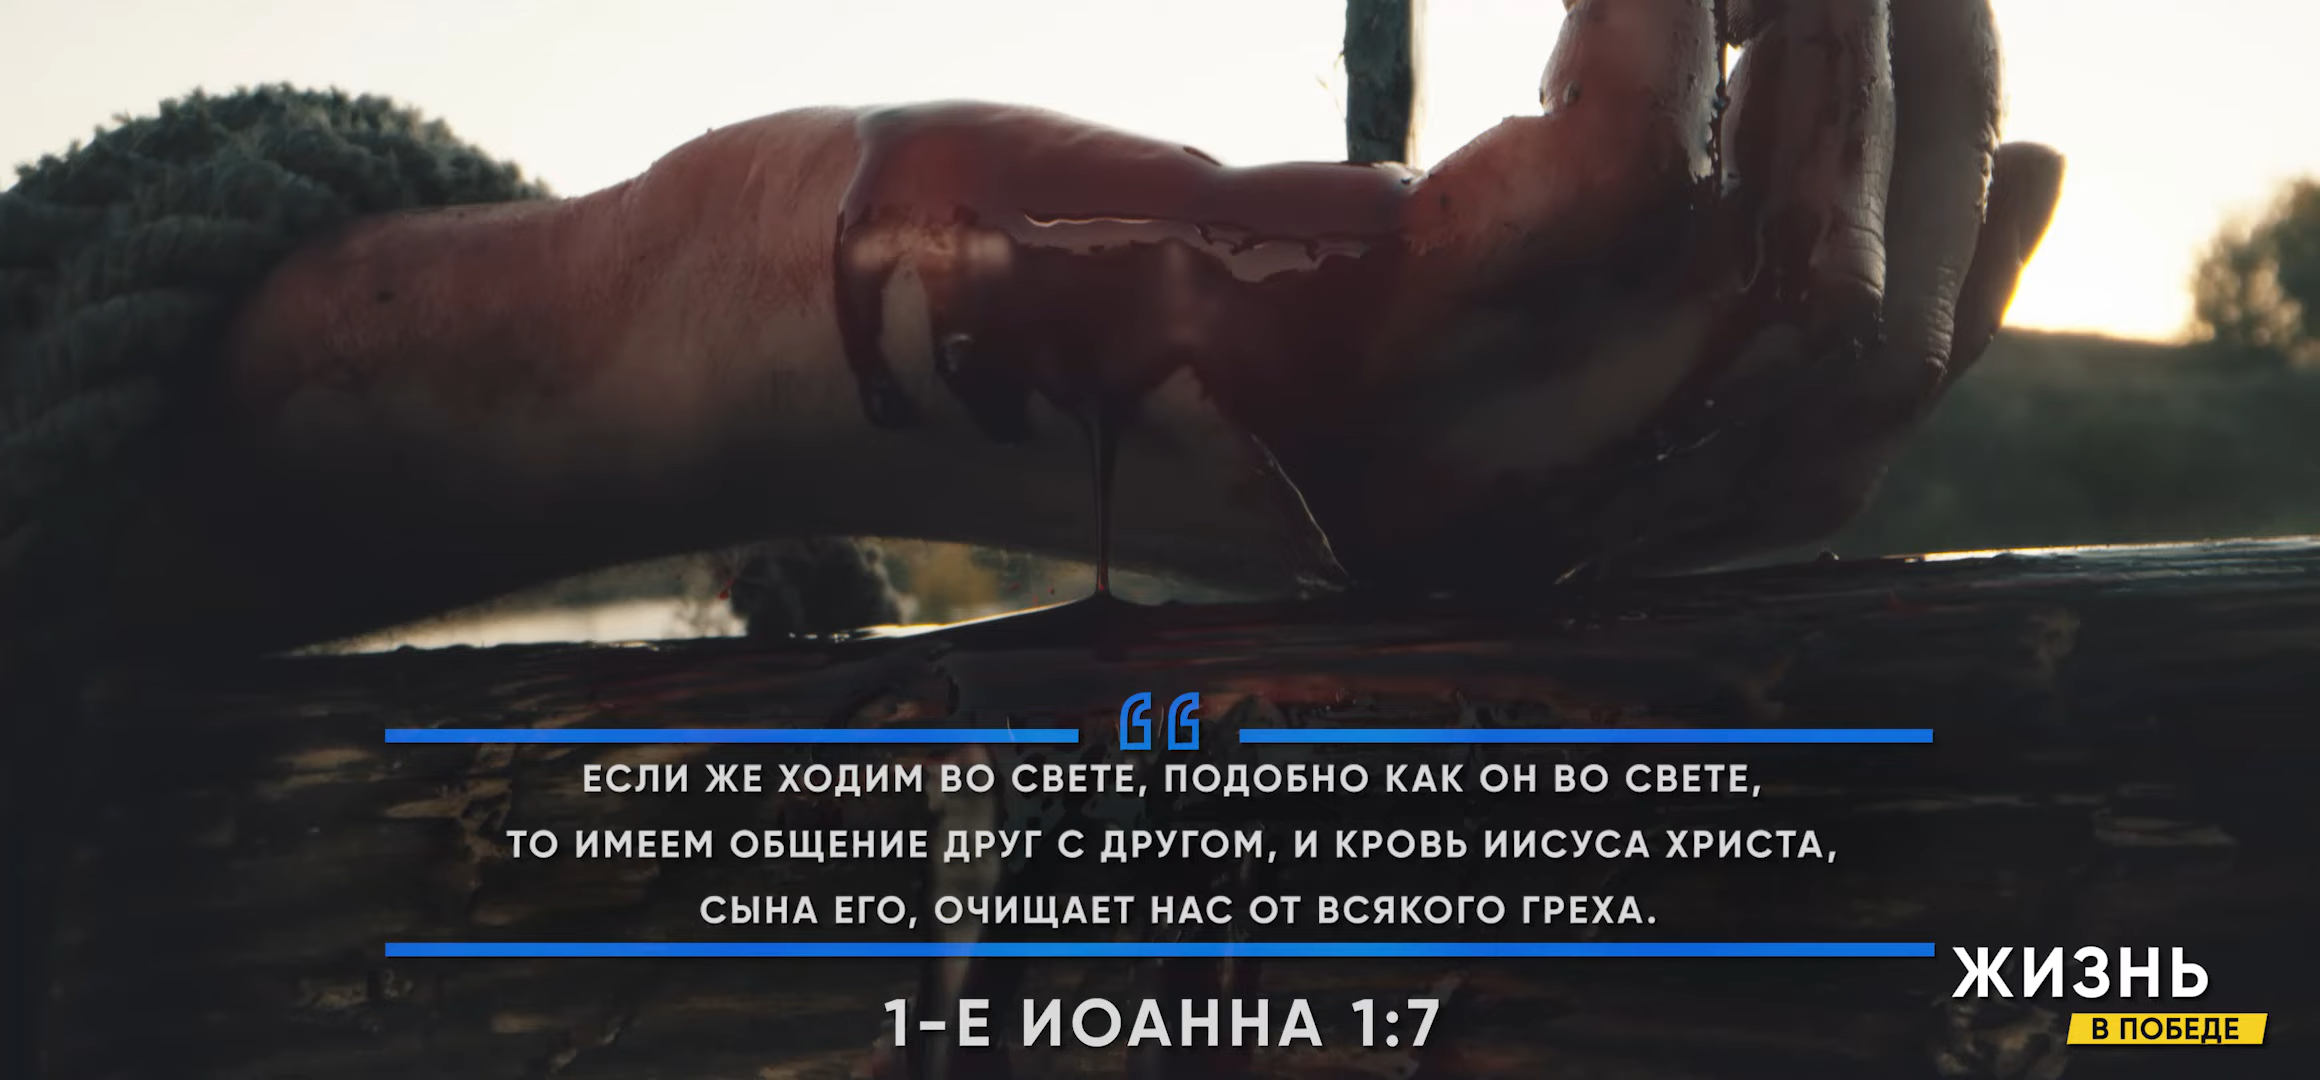 ЕСЛИ ЖЕ ХОДИМ ВО СВЕТЕ, ПОДОБНО КАК ОН ВО СВЕТЕ,
ТО ИМЕЕМ ОБЩЕНИЕ ДРУГ С ДРУГОМ, И КРОВЬ ИИСУСА ХРИСТА,
СЫНА ЕГО, ОЧИЩАЕТ НАС ОТ ВСЯКОГО ГРЕХА.
1-Е ИОАННА 1:7
ЖИЗНЬ
В ПОБЕДЕ